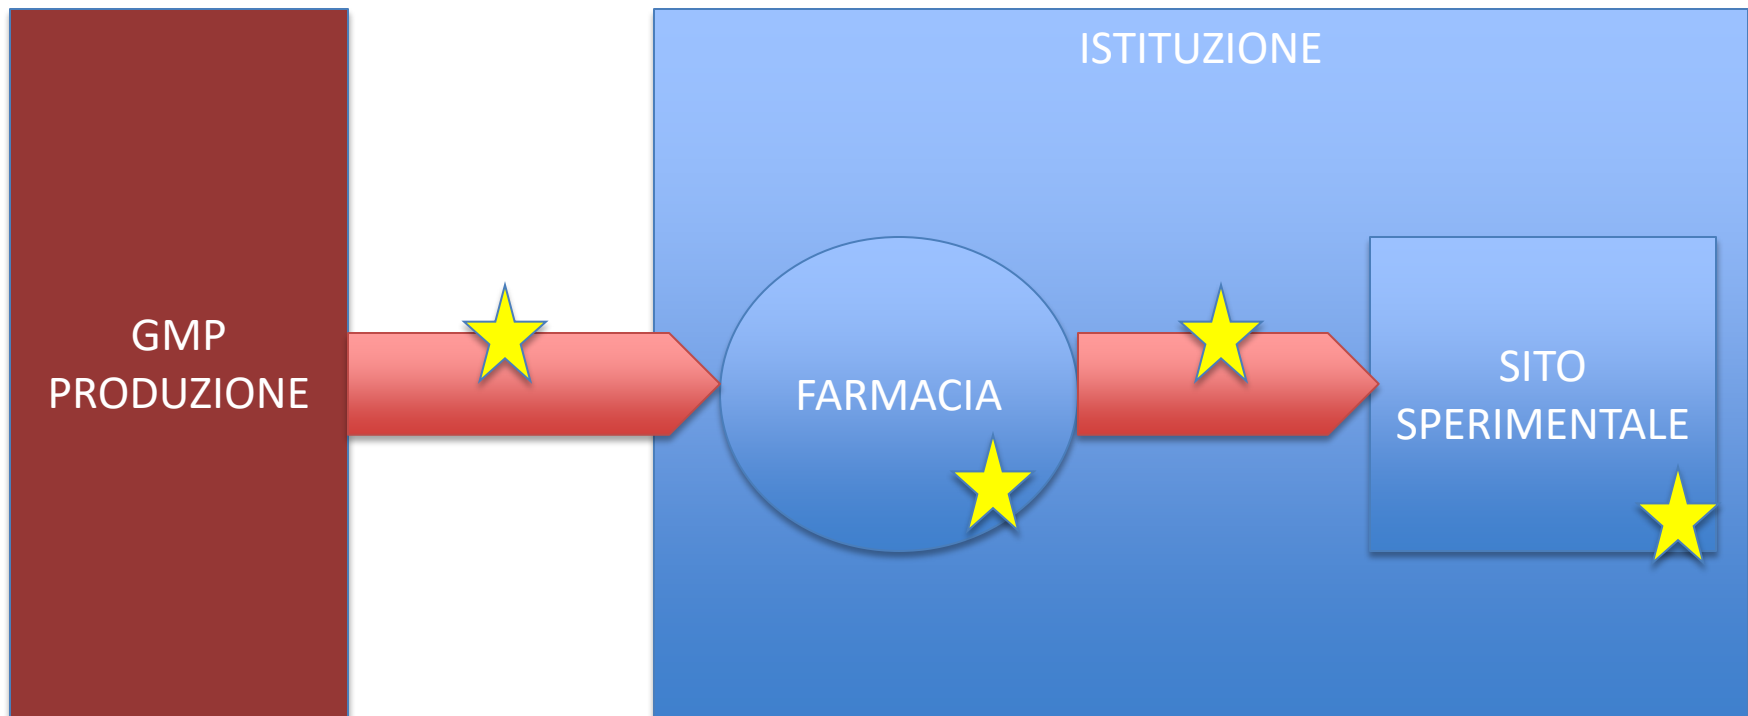 ISTITUZIONE
GMP
PRODUZIONE
FARMACIA
SITO
SPERIMENTALE